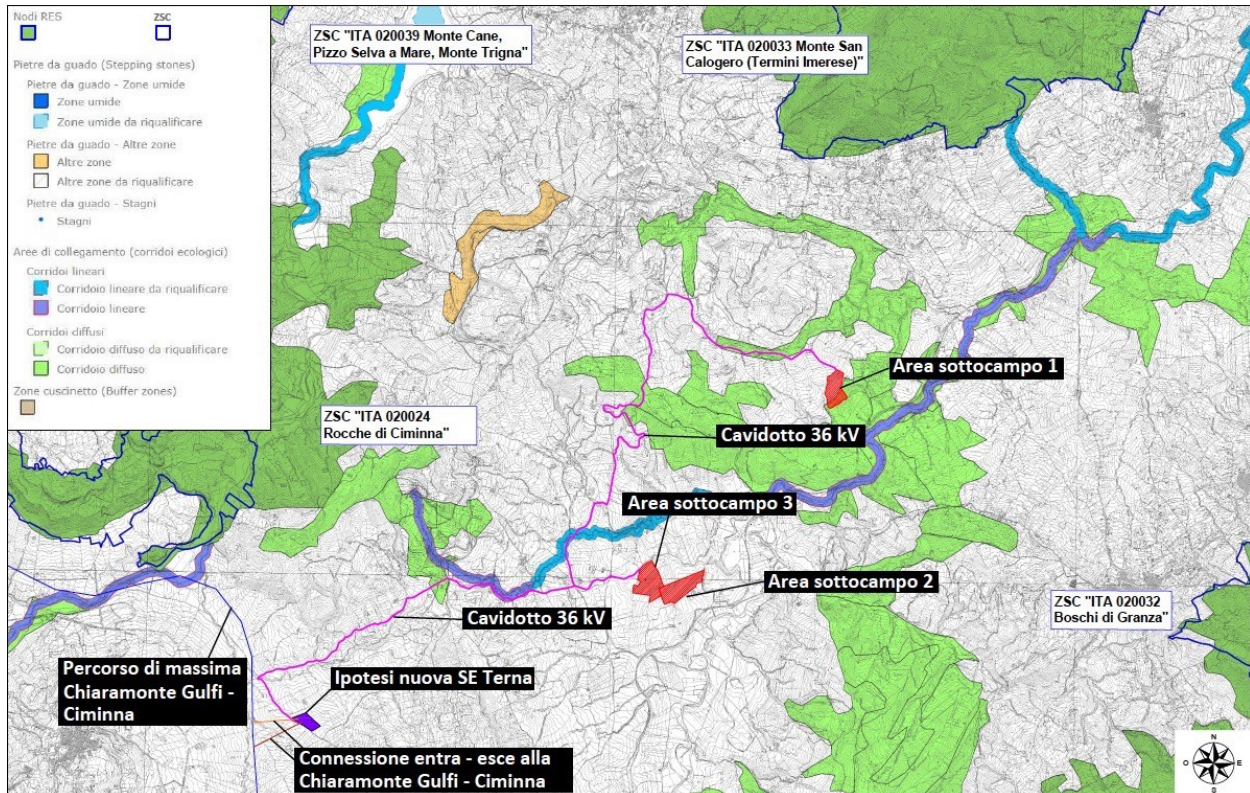 Nodi RES
ZSC
Pietre da guado (Stepping stones)
Pietre da guado - Zone umide
Zone umide
Zone umide da riqualificare
Pietre da guado - Altre zone
Altre zone
Altre zone da riqualificare
Pietre da guado - Stagni
Stagni
Aree di collegamento (corridoi ecologici)
Corridoi lineari
Corridoio lineare da riqualificare
Corridoio lineare
Corridoi diffusi
Corridoio diffuso da riqualificare
Corridoio diffuso
Zone cuscinetto (Buffer zones)
ZSC "ITA 020039 Monte Cane,
Pizzo Selva a Mare, Monte Trigna"
ZSC "ITA 020033 Monte San
Calogero (Termini Imerese)"
Area sottocampo 1
ZSC "ITA 020024
Rocche di Ciminna"
Cavidotto 36 kV
Area sottocampo 3
Area sottocampo 2
ZSC "ITA 020032
Boschi di Granza"
Cavidotto 36 kV
Percorso di massima
Chiaramonte Gulfi -
Ciminna
Ipotesi nuova SE Terna
Connessione entra - esce alla
Chiaramonte Gulfi - Ciminna
N
O
E
S